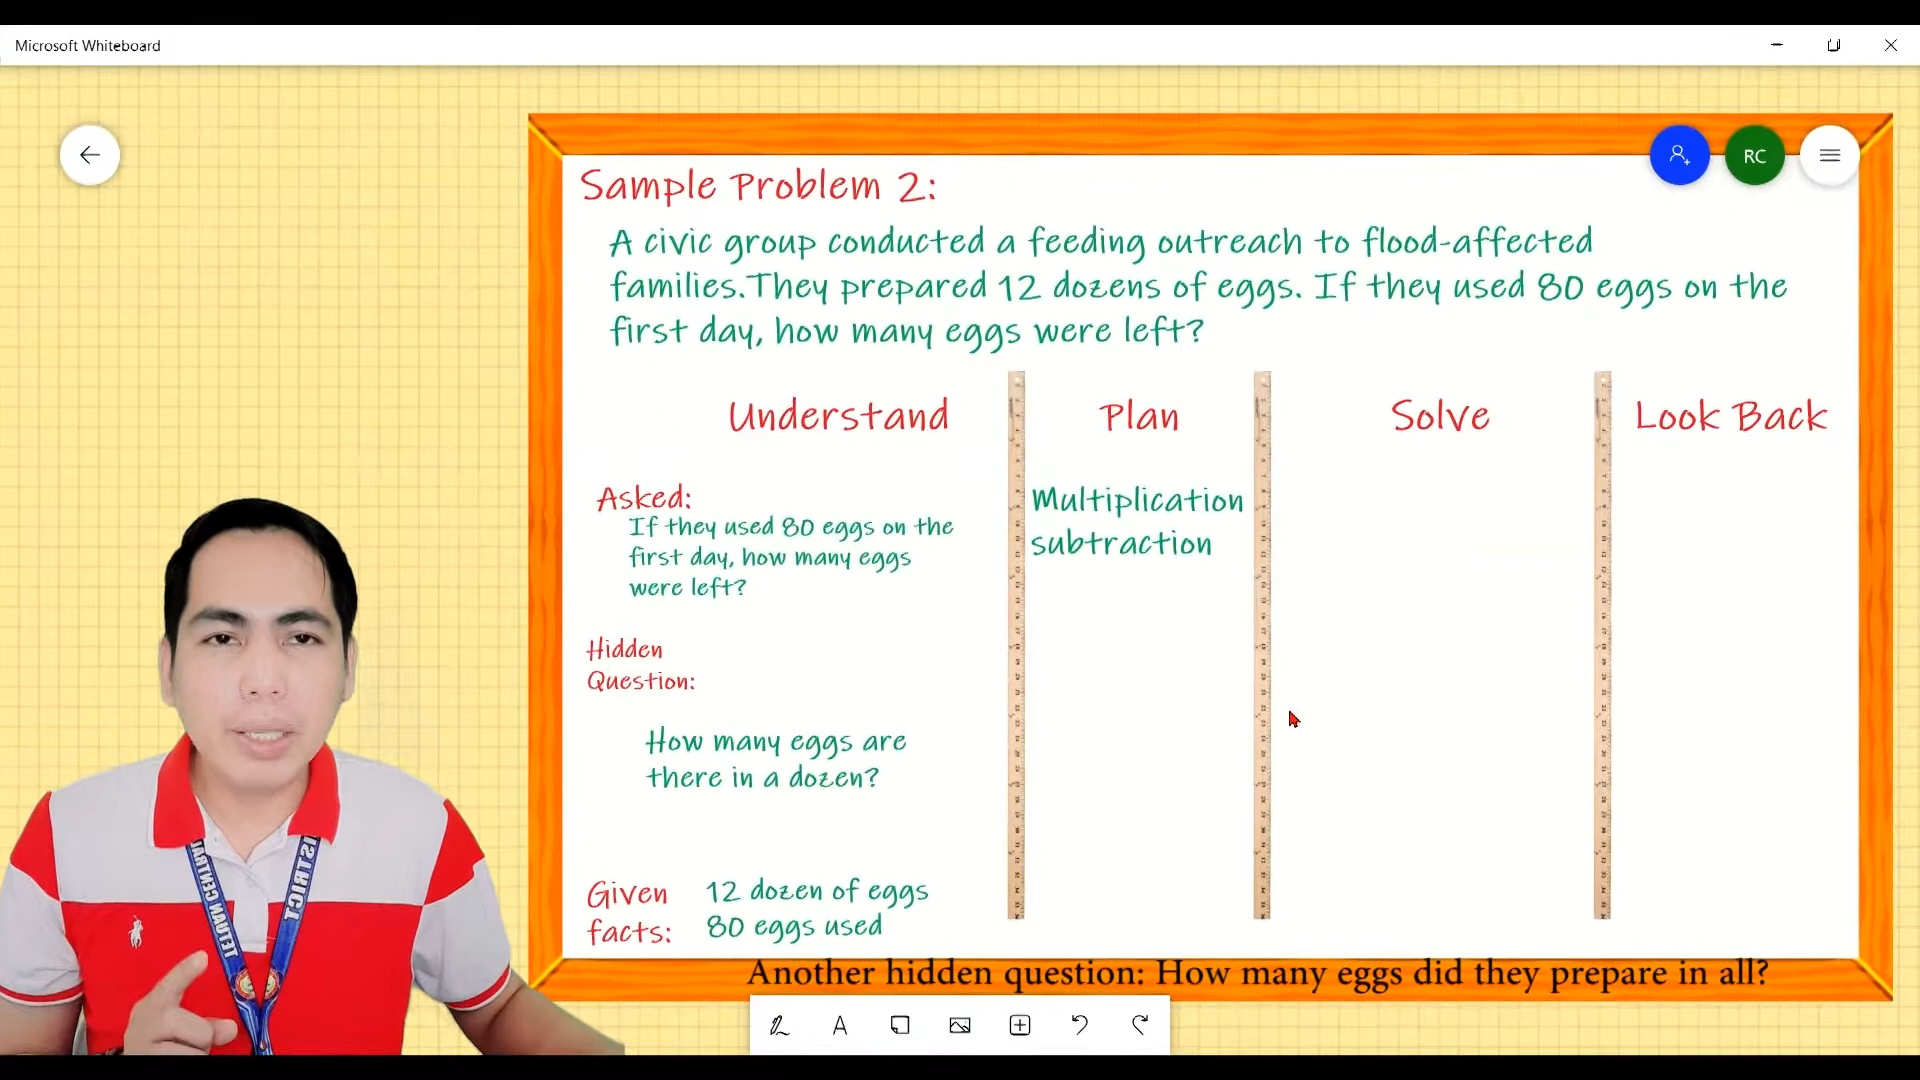 Microsoft Whiteboard
RC
Sample Problem 2:
A civic group conducted a feeding outreach to flood-affected
families.They prepared 12 dozens of eggs. If they used 80 eggs on the
first day, how many eggs were left?
Understand
Plan
Solve
Look Back
Asked:
If they used 80 eggs on the
first day, how many eggs
were left?
Multiplication
subtraction
Hidden
Question:
How many eggs are
there in a dozen?
Given
facts:
12 dozen of eggs
80 eggs used
Another hidden question: How many eggs did they prepare in all?
TETUAN CENTRAL
DISTRICT